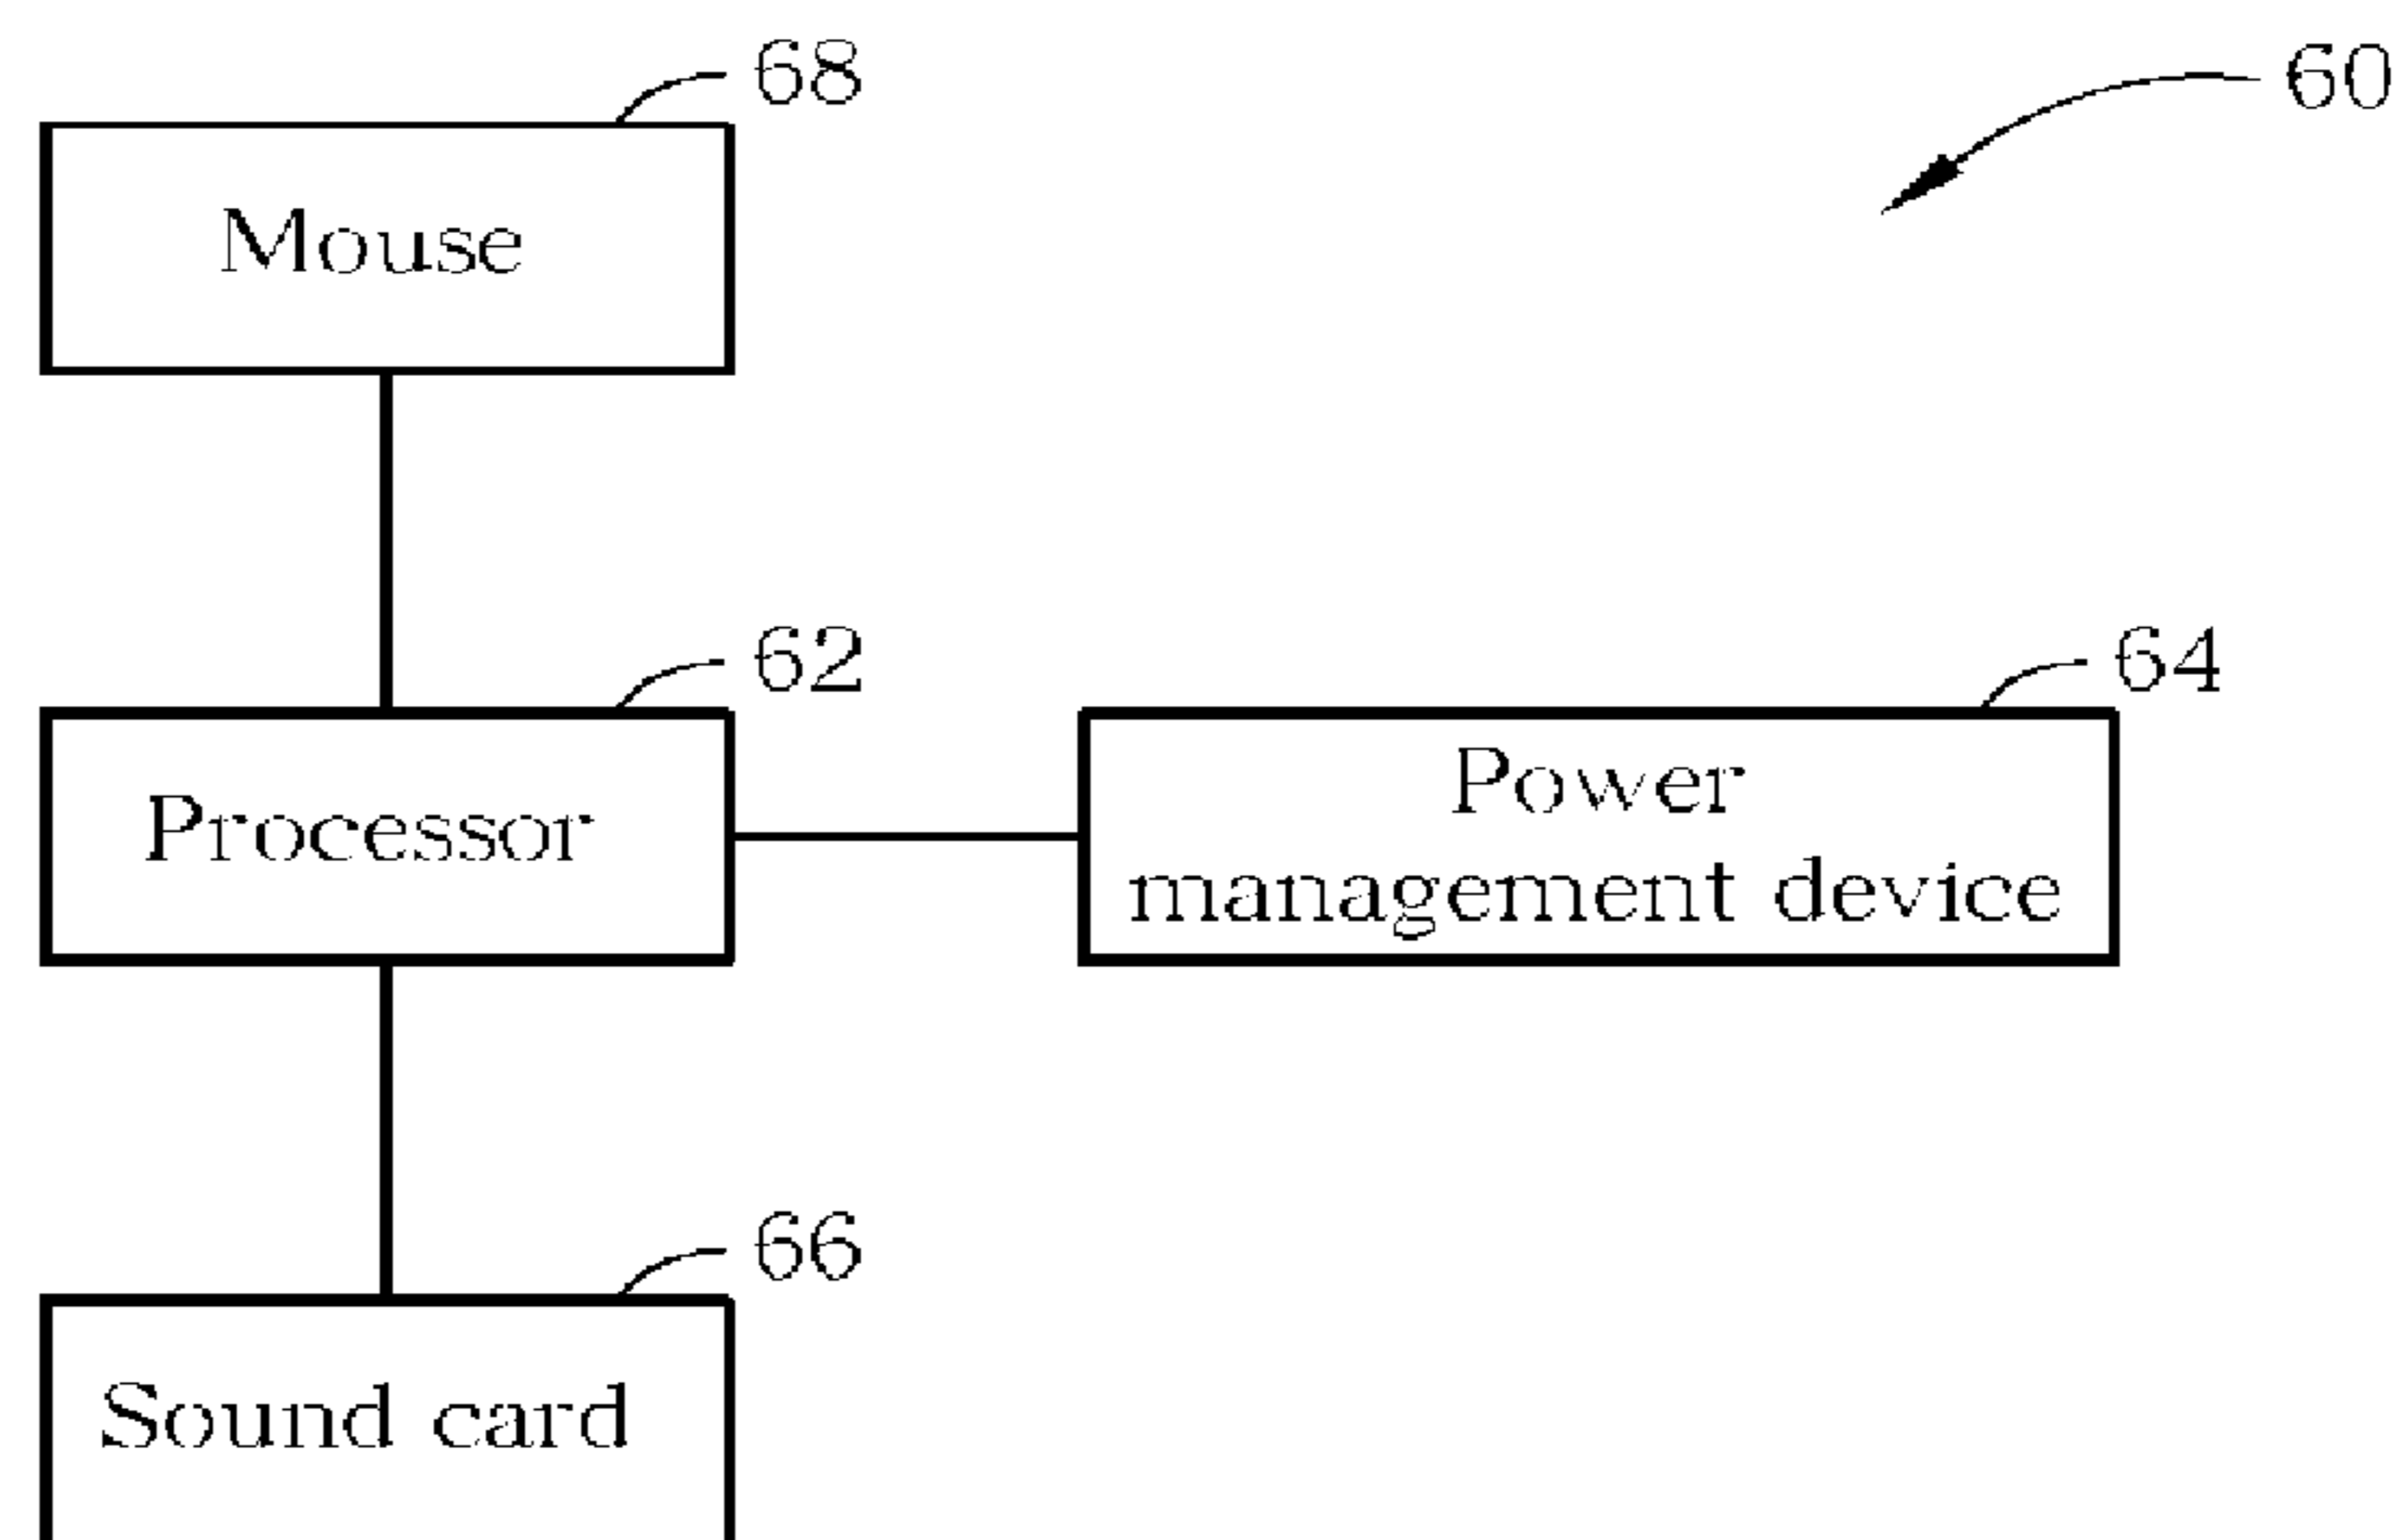 68
60
Mouse
62
64
Processor
Power
management device
66
Sound card